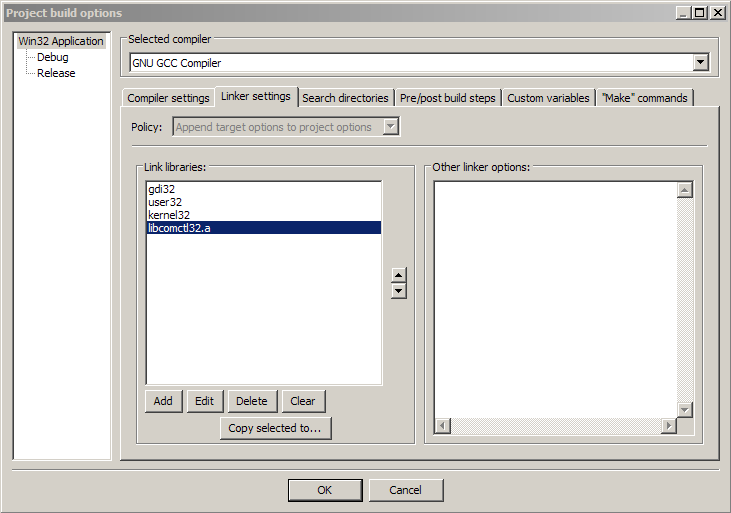 Project build options
Win32 Application
Debug
Release
Selected compiler
GNU GCC Compiler
Compiler settings
Linker settings
Search directories
Pre/post build steps
Custom variables
"Make" commands
Policy:
Append target options to project options
Link libraries:
gdi32
user32
kernel32
libcomctl32.a
Add
Edit
Delete
Clear
Copy selected to...
Other linker options:
OK
Cancel